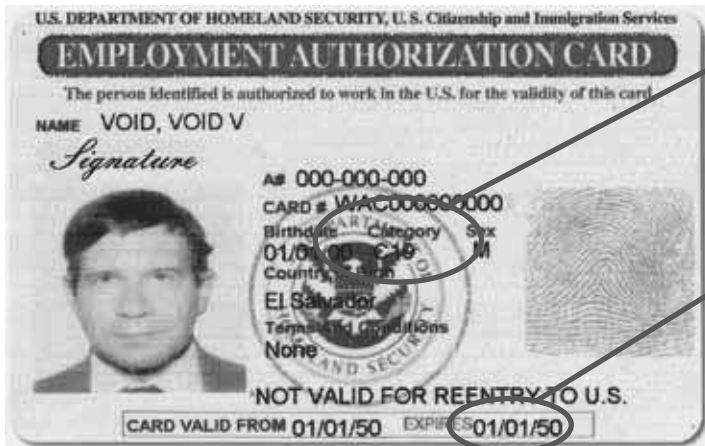 U.S. DEPARTMENT OF HOMELAND SECURITY, U. S. Citizenship and Immigration Services
EMPLOYMENT AUTHORIZATION CARD
The person identified is authorized to work in the U.S. for the validity of this card
NAME VOID, VOID V
Signature
A# 000-000-000
CARD # WAC000000000
Birthdate Category Sex
01/01/00 C19 M
Country of Birth
El Salvador
Terms and Conditions
None
NOT VALID FOR REENTRY TO U.S.
CARD VALID FROM 01/01/50 EXPIRES 01/01/50